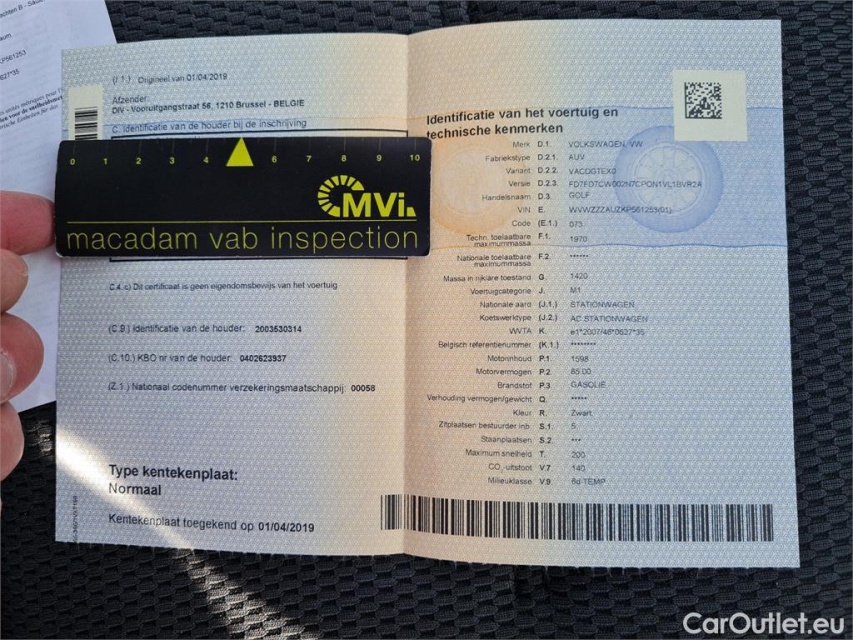 echten B - Sau
aum
KP561253
27*35
(I.1.) Origineel van 01/04/2019
Afzender:
DIV - Vooruitgangstraat 56, 1210 Brussel - BELGIE
C. Identificatie van de houder bij de inschrijving
0 1 2 3 4 6 7 8 9 10
MVi.
macadam vab inspection
C.4. c) Dit certificaat is geen eigendomsbewijs van het voertuig
(C.9.) Identificatie van de houder: 2003530314
(C.10.) KBO nr van de houder: 0402623937
(Z.1.) Nationaal codenummer verzekeringsmaatschappij: 00058
Type kentekenplaat:
Normaal
Kentekenplaat toegekend op 01/04/2019
Identificatie van het voertuig en
technische kenmerken
Merk D.1. VOLKSWAGEN, VW
Fabriekstype D.2.1. AUV
Variant D.2.2. VACDGTEX0
Versie D.2.3. FD7FD7CW002N7CPON1VL1BVR2A
Handelsnaam D.3. GOLF
VIN E. WVWZZZAUZKP561253(01)
Code (E.1.) 073
Techn. toelaatbare
maximummassa F.1. 1970
Nationale toelaatbare
maximummassa F.2. ******
Massa in rijklare toestand G. 1420
Voertuigcategorie J. M1
Nationale aard (J.1.) STATIONWAGEN
Koetswerktype (J.2.) AC STATIONWAGEN
WVTA K. e1*2007/46*0627*35
Belgisch referentienummer (K.1.) ********
Motorinhoud P.1. 1598
Motorvermogen P.2. 85.00
Brandstof P.3. GASOLIE
Verhouding vermogen/gewicht Q. *****
Kleur R. Zwart
Zitplaatsen bestuurder inb. S.1. 5
Staanplaatsen S.2. ***
Maximum snelheid T. 200
CO₂-uitstoot V.7. 140
Milieuklasse V.9. 6d-TEMP
CarOutlet.eu